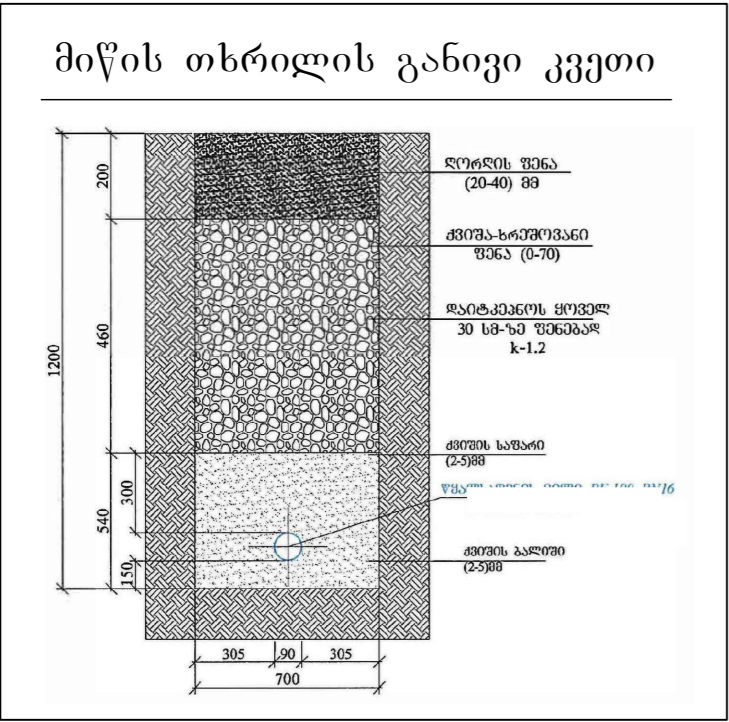 მიწის თხრილის განივი კვეთი
1200
200
460
540
300
150
ღორღის ფენა
(20-40) მმ
ქვიშა-ხრეშოვანი
ფენა (0-70)
დაიტკეპნოს ყოველ
30 სმ-ზე ფენებად
k-1.2
ქვიშის საფარი
(2-5)მმ
ქვიშის ბალიში
(2-5)მმ
305
90
305
700